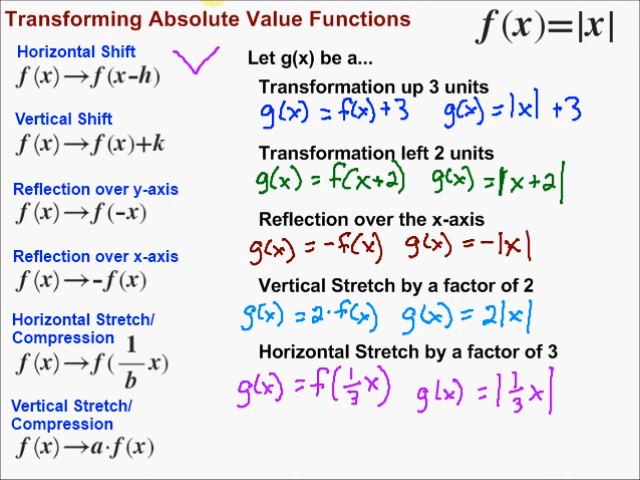 Transforming Absolute Value Functions
f(x)=|x|
Horizontal Shift
f(x)→f(x–h)
Vertical Shift
f(x)→f(x)+k
Reflection over y-axis
f(x)→f(–x)
Reflection over x-axis
f(x)→–f(x)
Horizontal Stretch/
Compression
f(x)→f(1/b x)
Vertical Stretch/
Compression
f(x)→a·f(x)
Let g(x) be a...
Transformation up 3 units
g(x) = f(x)+3 g(x) = |x| + 3
Transformation left 2 units
g(x) = f(x+2) g(x) = |x+2|
Reflection over the x-axis
g(x) = -f(x) g(x) = -|x|
Vertical Stretch by a factor of 2
g(x) = 2·f(x) g(x) = 2|x|
Horizontal Stretch by a factor of 3
g(x) = f(1/3 x) g(x) = |1/3 x|